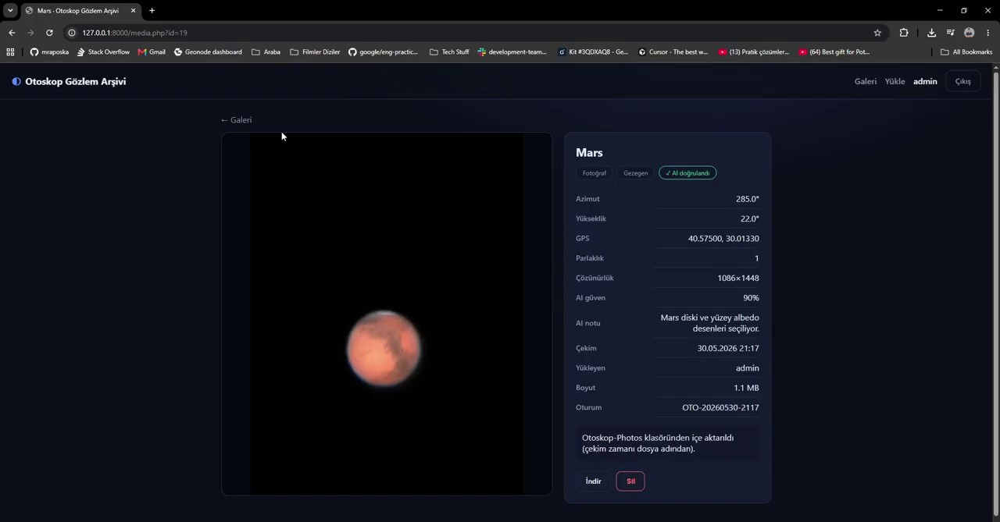 Mars · Otoskop Gözlem Arşivi
127.0.0.1:8000/media.php?id=19
mraposka
Stack Overflow
Gmail
Geonode dashboard
Araba
Filmler Diziler
google/eng-practic...
Tech Stuff
development-team...
Kit #3QDXAQ8 - Ge...
Cursor - The best w...
(13) Pratik çözümler...
(64) Best gift for Pot...
All Bookmarks
Otoskop Gözlem Arşivi
Galeri
Yükle
admin
Çıkış
← Galeri
Mars
Fotoğraf
Gezegen
✓ AI doğrulandı
Azimut 285.0°
Yükseklik 22.0°
GPS 40.57500, 30.01330
Parlaklık 1
Çözünürlük 1086×1448
AI güven 90%
AI notu Mars diski ve yüzey albedo
desenleri seçiliyor.
Çekim 30.05.2026 21:17
Yükleyen admin
Boyut 1.1 MB
Oturum OTO-20260530-2117
Otoskop-Photos klasöründen içe aktarıldı
(çekim zamanı dosya adından).
İndir
Sil